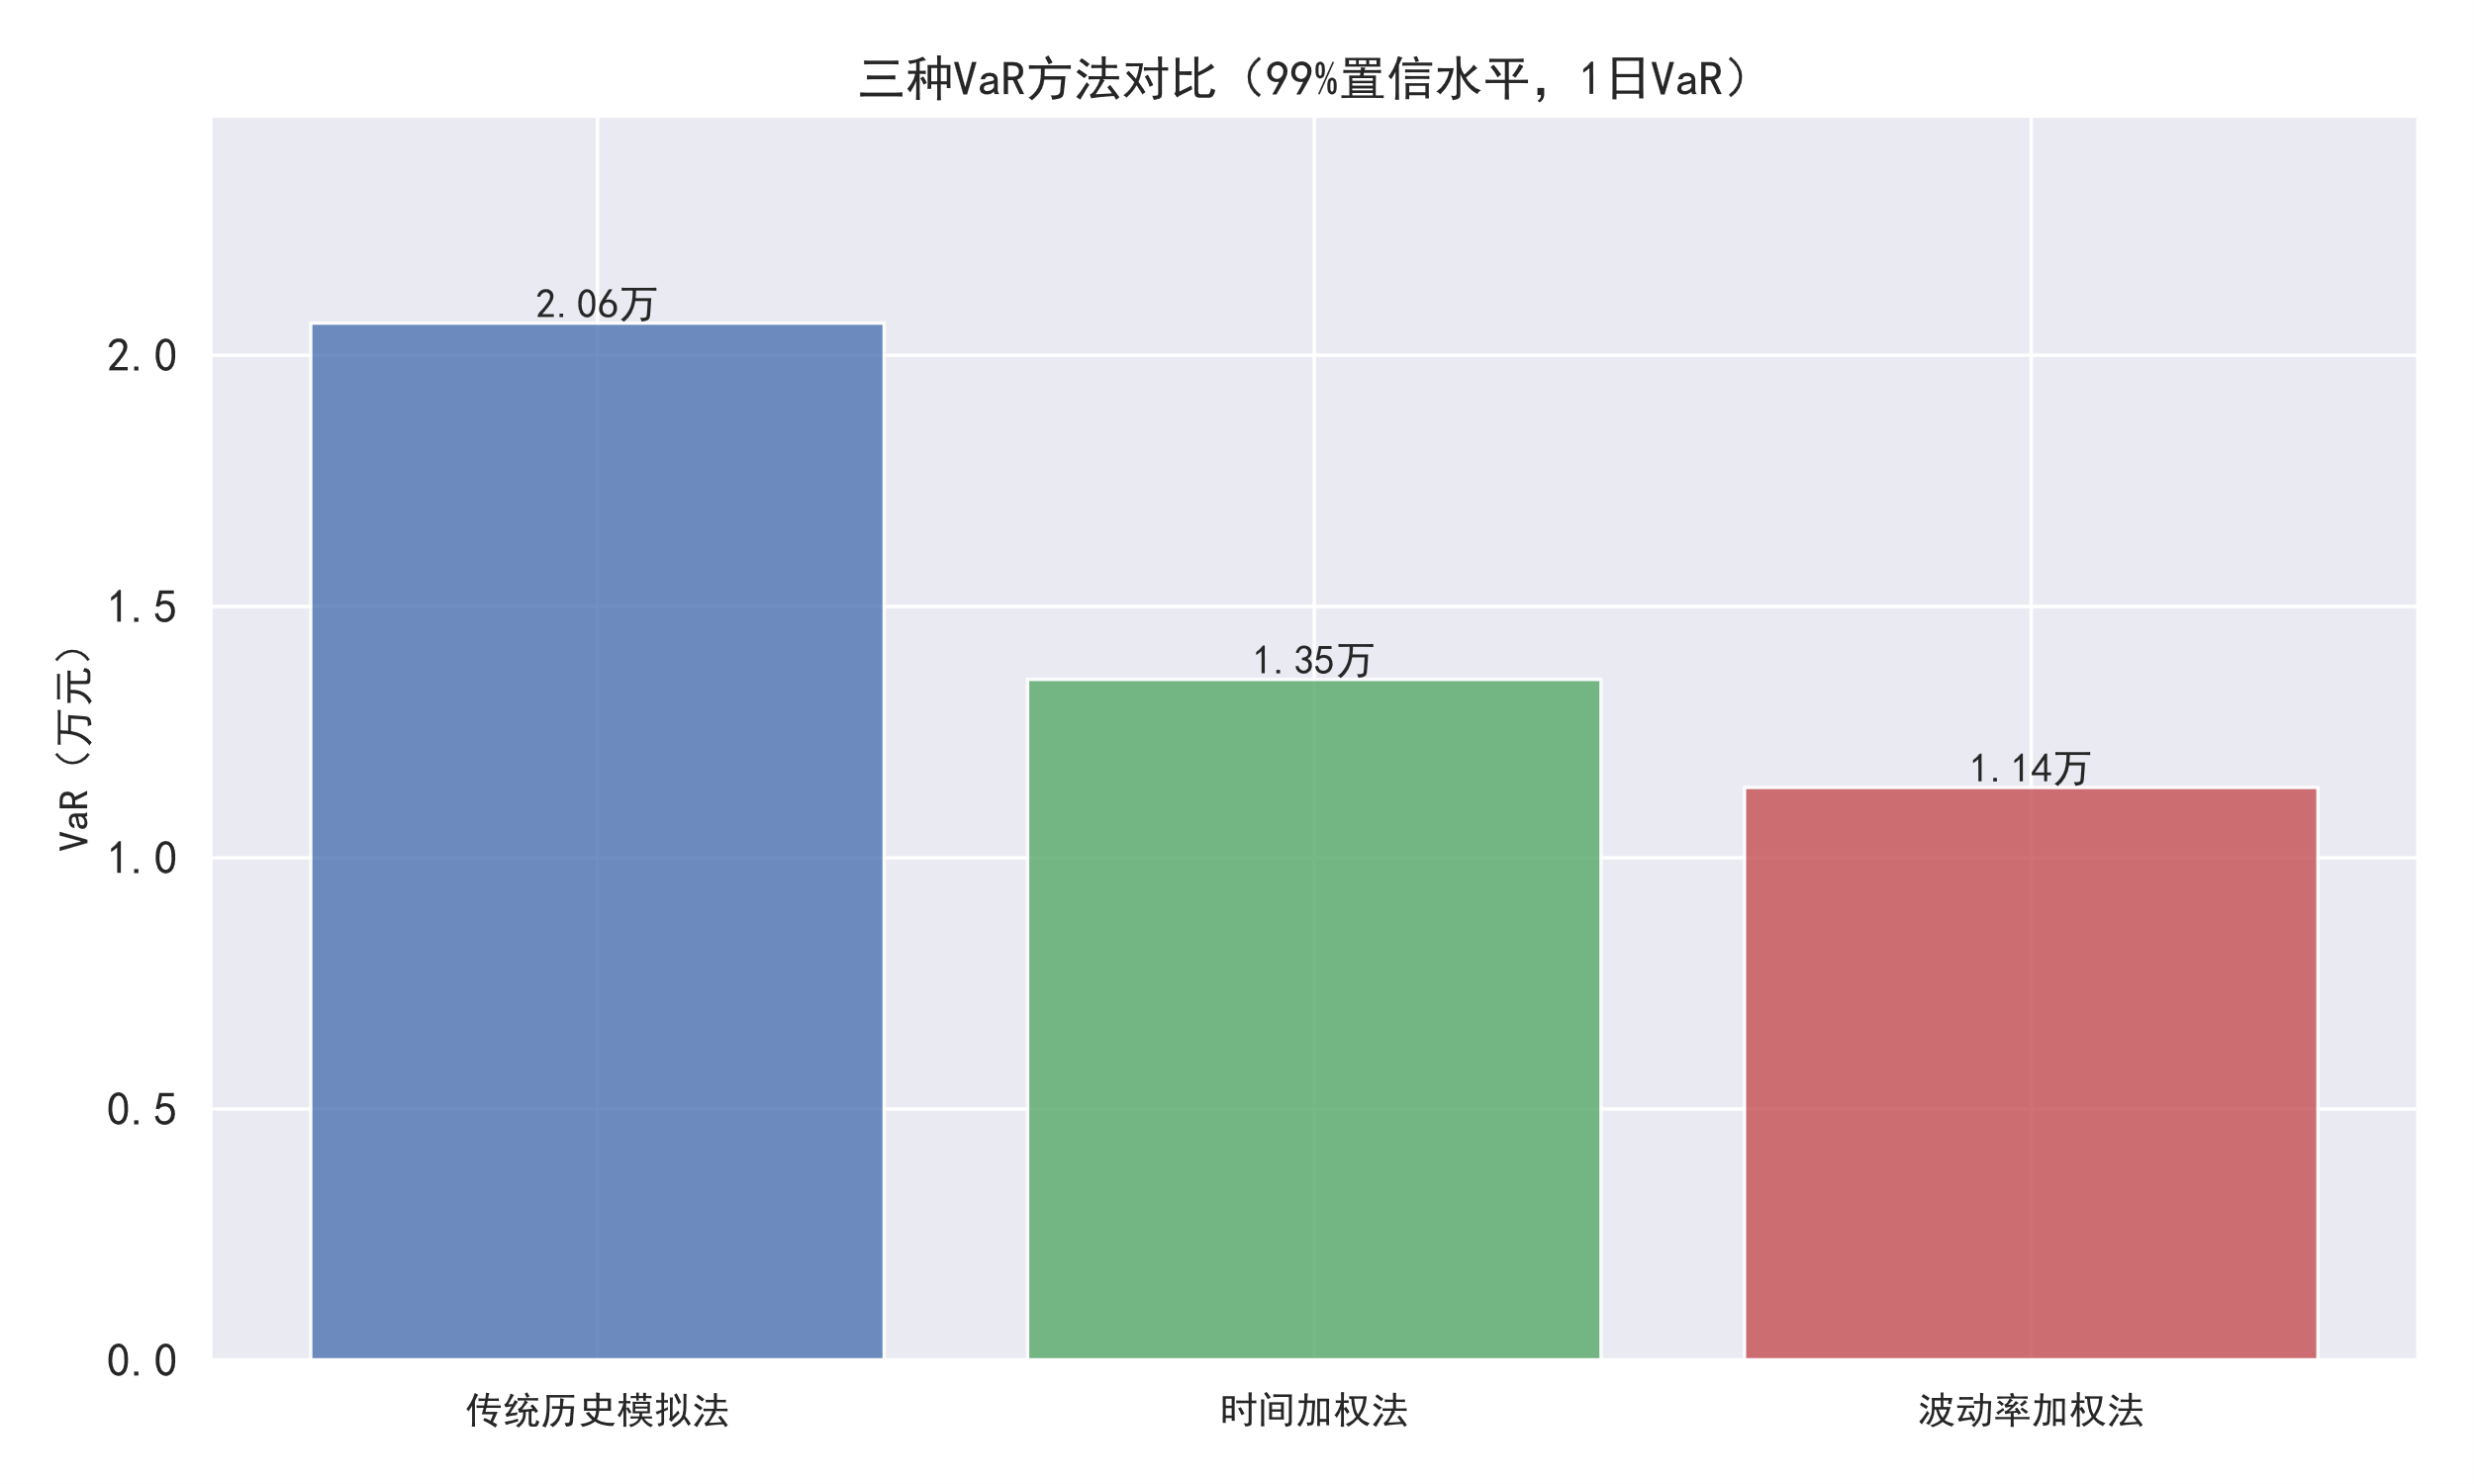 三种VaR方法对比（99%置信水平，1日VaR）
VaR（万元）
2.0
1.5
1.0
0.5
0.0
2.06万
1.35万
1.14万
传统历史模拟法
时间加权法
波动率加权法